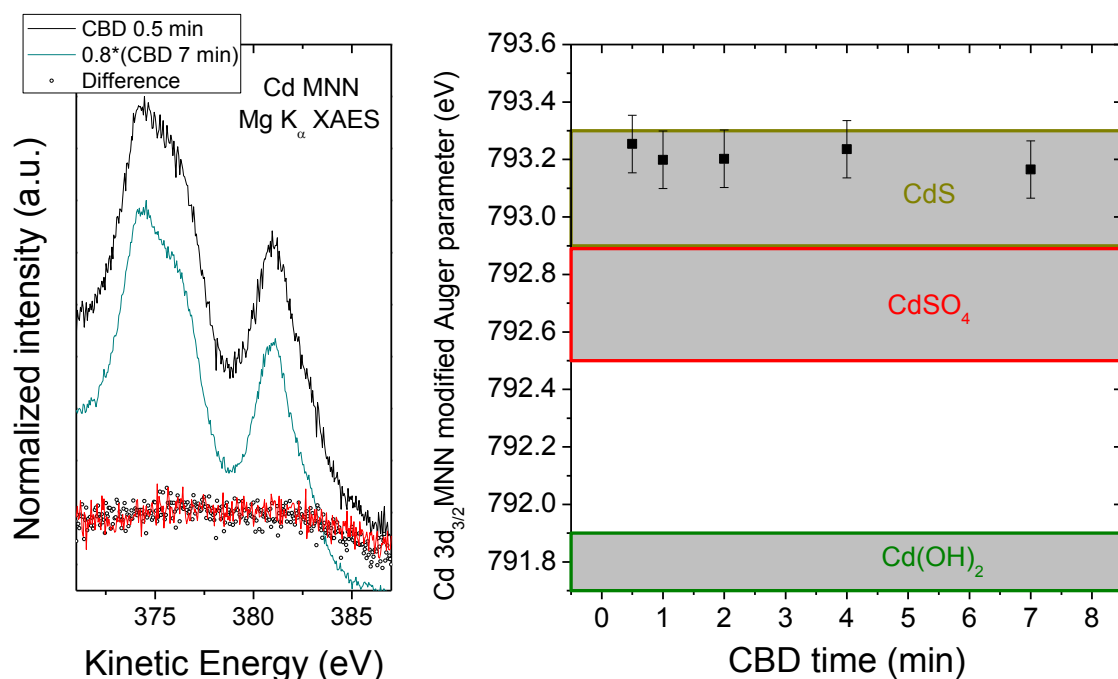 CBD 0.5 min
0.8*(CBD 7 min)
Difference
Cd MNN
Mg Kα XAES
Normalized intensity (a.u.)
375
380
385
Kinetic Energy (eV)
Cd 3d3/2 MNN modified Auger parameter (eV)
793.6
793.4
793.2
793.0
792.8
792.6
792.4
792.2
792.0
791.8
CdS
CdSO4
Cd(OH)2
0 1 2 3 4 5 6 7 8
CBD time (min)